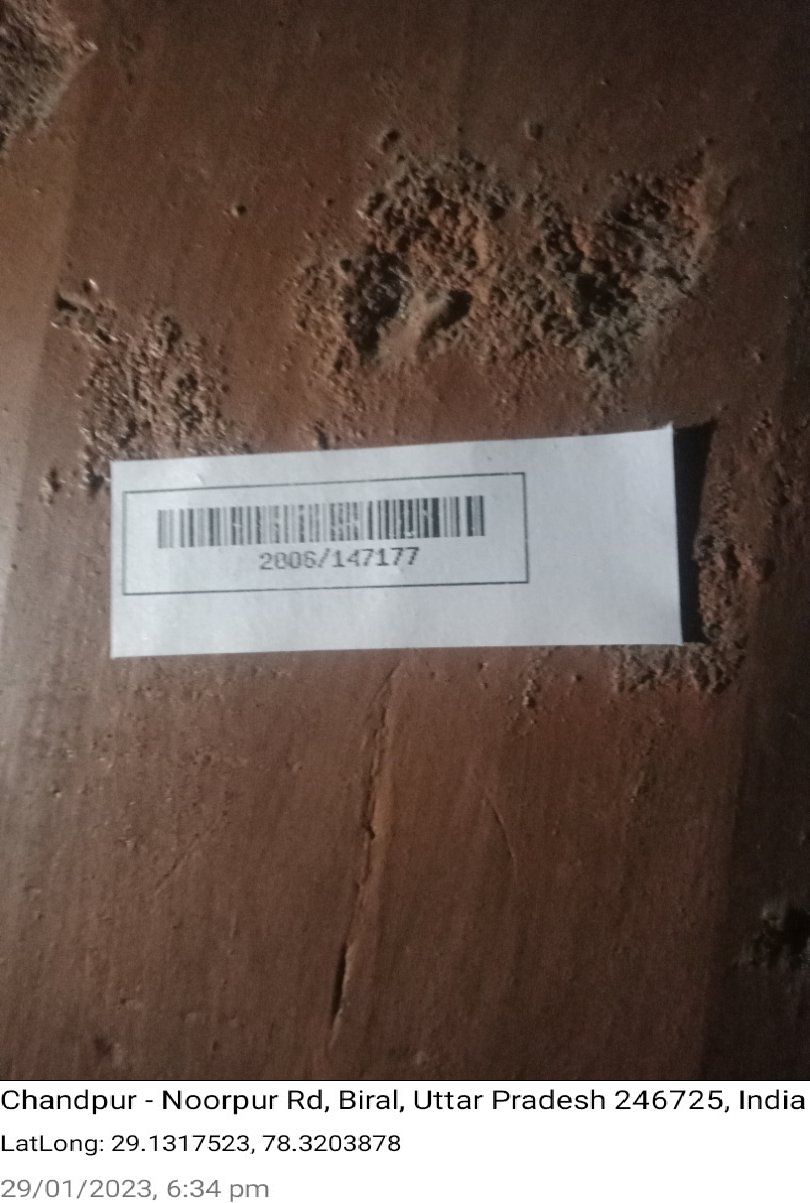 2806/147177
Chandpur - Noorpur Rd, Biral, Uttar Pradesh 246725, India
LatLong: 29.1317523, 78.3203878
29/01/2023, 6:34 pm